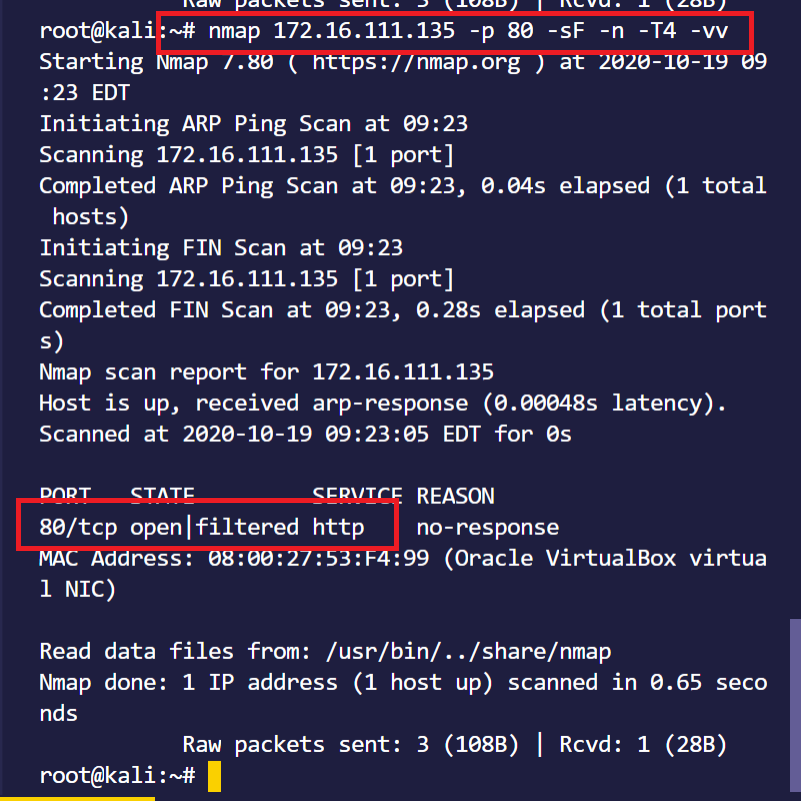 Raw packets sent: 3 (108B) | Rcvd: 1 (28B)
root@kali:~# nmap 172.16.111.135 -p 80 -sF -n -T4 -vv
Starting Nmap 7.80 ( https://nmap.org ) at 2020-10-19 09
:23 EDT
Initiating ARP Ping Scan at 09:23
Scanning 172.16.111.135 [1 port]
Completed ARP Ping Scan at 09:23, 0.04s elapsed (1 total
 hosts)
Initiating FIN Scan at 09:23
Scanning 172.16.111.135 [1 port]
Completed FIN Scan at 09:23, 0.28s elapsed (1 total port
s)
Nmap scan report for 172.16.111.135
Host is up, received arp-response (0.00048s latency).
Scanned at 2020-10-19 09:23:05 EDT for 0s

PORT   STATE         SERVICE REASON
80/tcp open|filtered http    no-response
MAC Address: 08:00:27:53:F4:99 (Oracle VirtualBox virtua
l NIC)

Read data files from: /usr/bin/../share/nmap
Nmap done: 1 IP address (1 host up) scanned in 0.65 seco
nds
           Raw packets sent: 3 (108B) | Rcvd: 1 (28B)
root@kali:~#